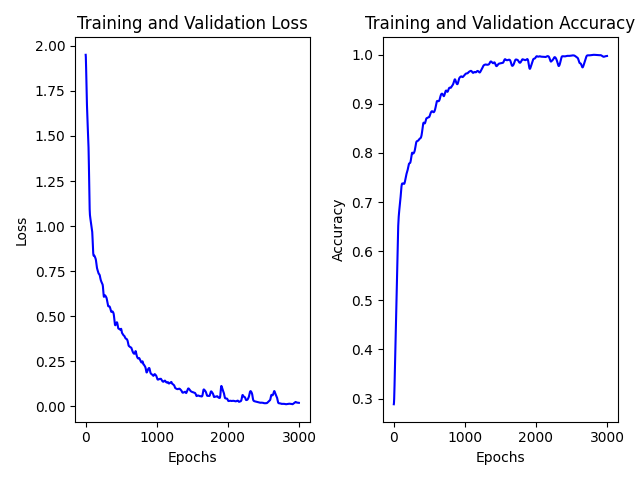 Training and Validation Loss
2.00
1.75
1.50
1.25
1.00
0.75
0.50
0.25
0.00
Loss
0 1000 2000 3000
Epochs
Training and Validation Accuracy
1.0
0.9
0.8
0.7
0.6
0.5
0.4
0.3
Accuracy
0 1000 2000 3000
Epochs